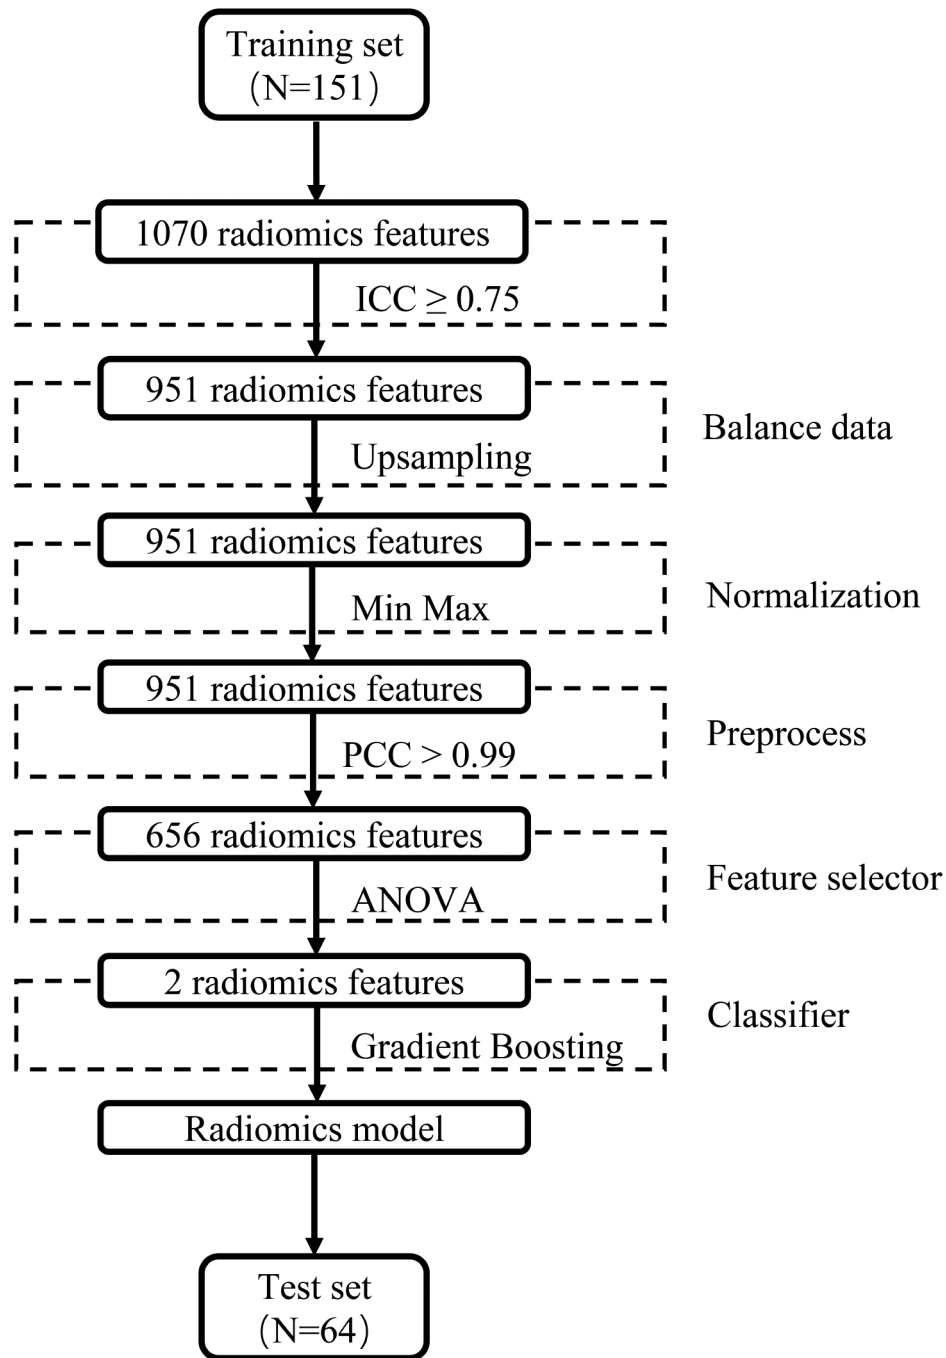 Training set
(N=151)
1070 radiomics features
ICC ≥ 0.75
951 radiomics features
Balance data
Upsampling
951 radiomics features
Normalization
Min Max
951 radiomics features
Preprocess
PCC > 0.99
656 radiomics features
Feature selector
ANOVA
2 radiomics features
Classifier
Gradient Boosting
Radiomics model
Test set
(N=64)